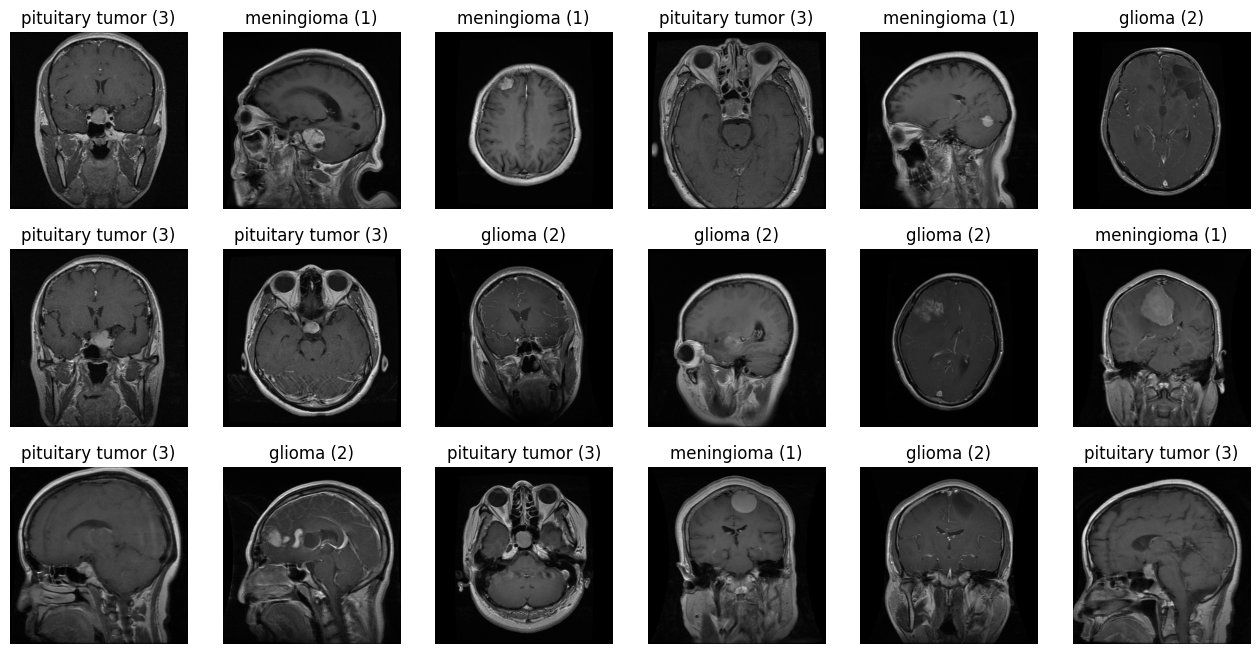 pituitary tumor (3)
meningioma (1)
meningioma (1)
pituitary tumor (3)
meningioma (1)
glioma (2)
pituitary tumor (3)
pituitary tumor (3)
glioma (2)
glioma (2)
glioma (2)
meningioma (1)
pituitary tumor (3)
glioma (2)
pituitary tumor (3)
meningioma (1)
glioma (2)
pituitary tumor (3)